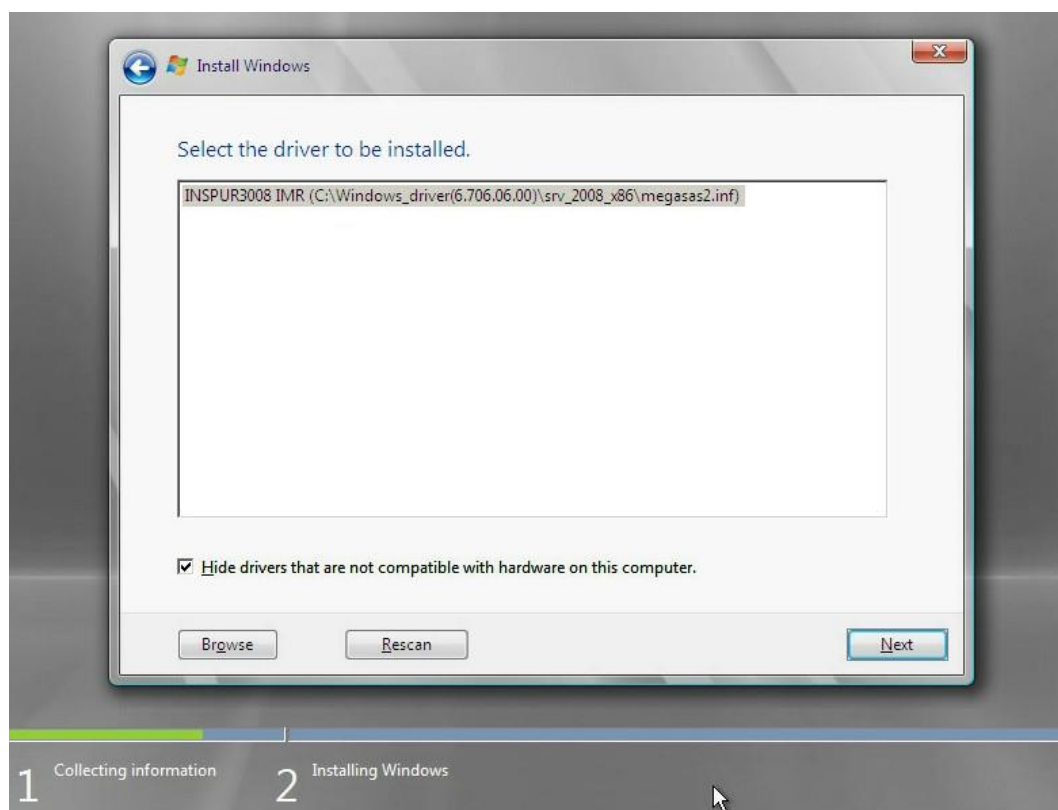 Install Windows
Select the driver to be installed.
INSPUR3008 IMR (C:\Windows_driver(6.706.06.00)\srv_2008_x86\megasas2.inf)
Hide drivers that are not compatible with hardware on this computer.
Browse Rescan Next
1 Collecting information 2 Installing Windows